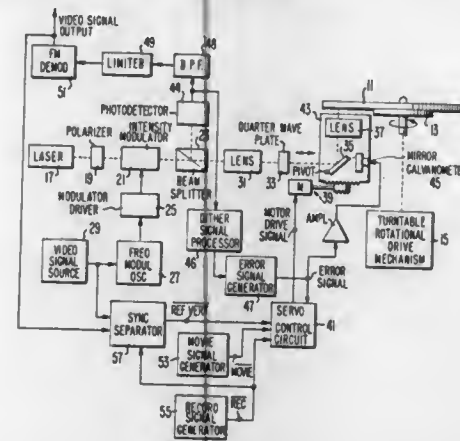 VIDEO SIGNAL
OUTPUT
FM
DEMOD
51
LIMITER
49
B.P.F.
48
44
PHOTODETECTOR
INTENSITY
MODULATOR
POLARIZER
LASER
17
19
21
23
BEAM
SPLITTER
LENS
31
QUARTER WAVE
PLATE
33
43
LENS
37
35
PIVOT
11
13
MIRROR
GALVANOMETER
45
M
39
MOTOR
DRIVE
SIGNAL
AMPL
TURNTABLE
ROTATIONAL DRIVE
MECHANISM
15
MODULATOR
DRIVER
25
29
VIDEO SIGNAL
SOURCE
FREQ
MODUL
OSC
27
DITHER
SIGNAL
PROCESSOR
46
ERROR SIGNAL
GENERATOR
47
ERROR
SIGNAL
SYNC
SEPARATOR
57
REF VERT
SERVO
CONTROL
CIRCUIT
41
53
MOVIE SIGNAL
GENERATOR
MOVIE
55
RECORD
SIGNAL
GENERATOR
REC